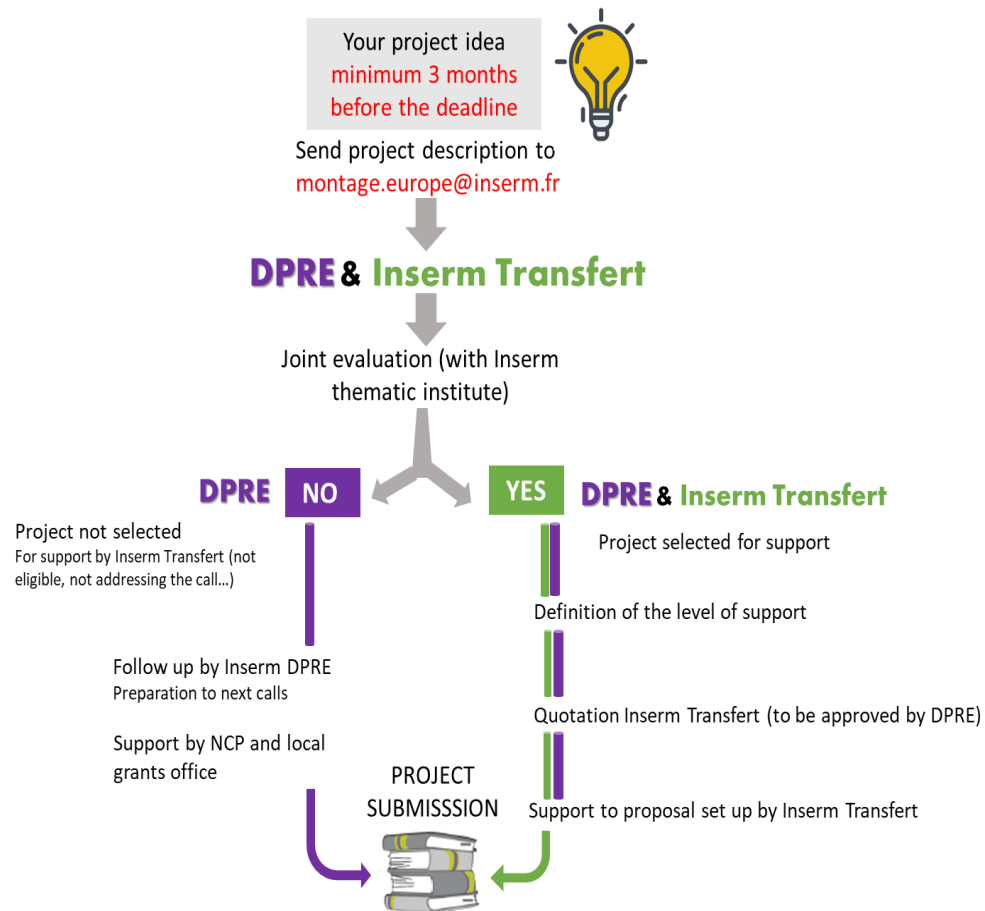 Your project idea
minimum 3 months
before the deadline
Send project description to
montage.europe@inserm.fr
DPRE & Inserm Transfert
Joint evaluation (with Inserm
thematic institute)
DPRE NO
Project not selected
For support by Inserm Transfert (not
eligible, not addressing the call...)
Follow up by Inserm DPRE
Preparation to next calls
Support by NCP and local
grants office
YES DPRE & Inserm Transfert
Project selected for support
Definition of the level of support
Quotation Inserm Transfert (to be approved by DPRE)
Support to proposal set up by Inserm Transfert
PROJECT
SUBMISSSION